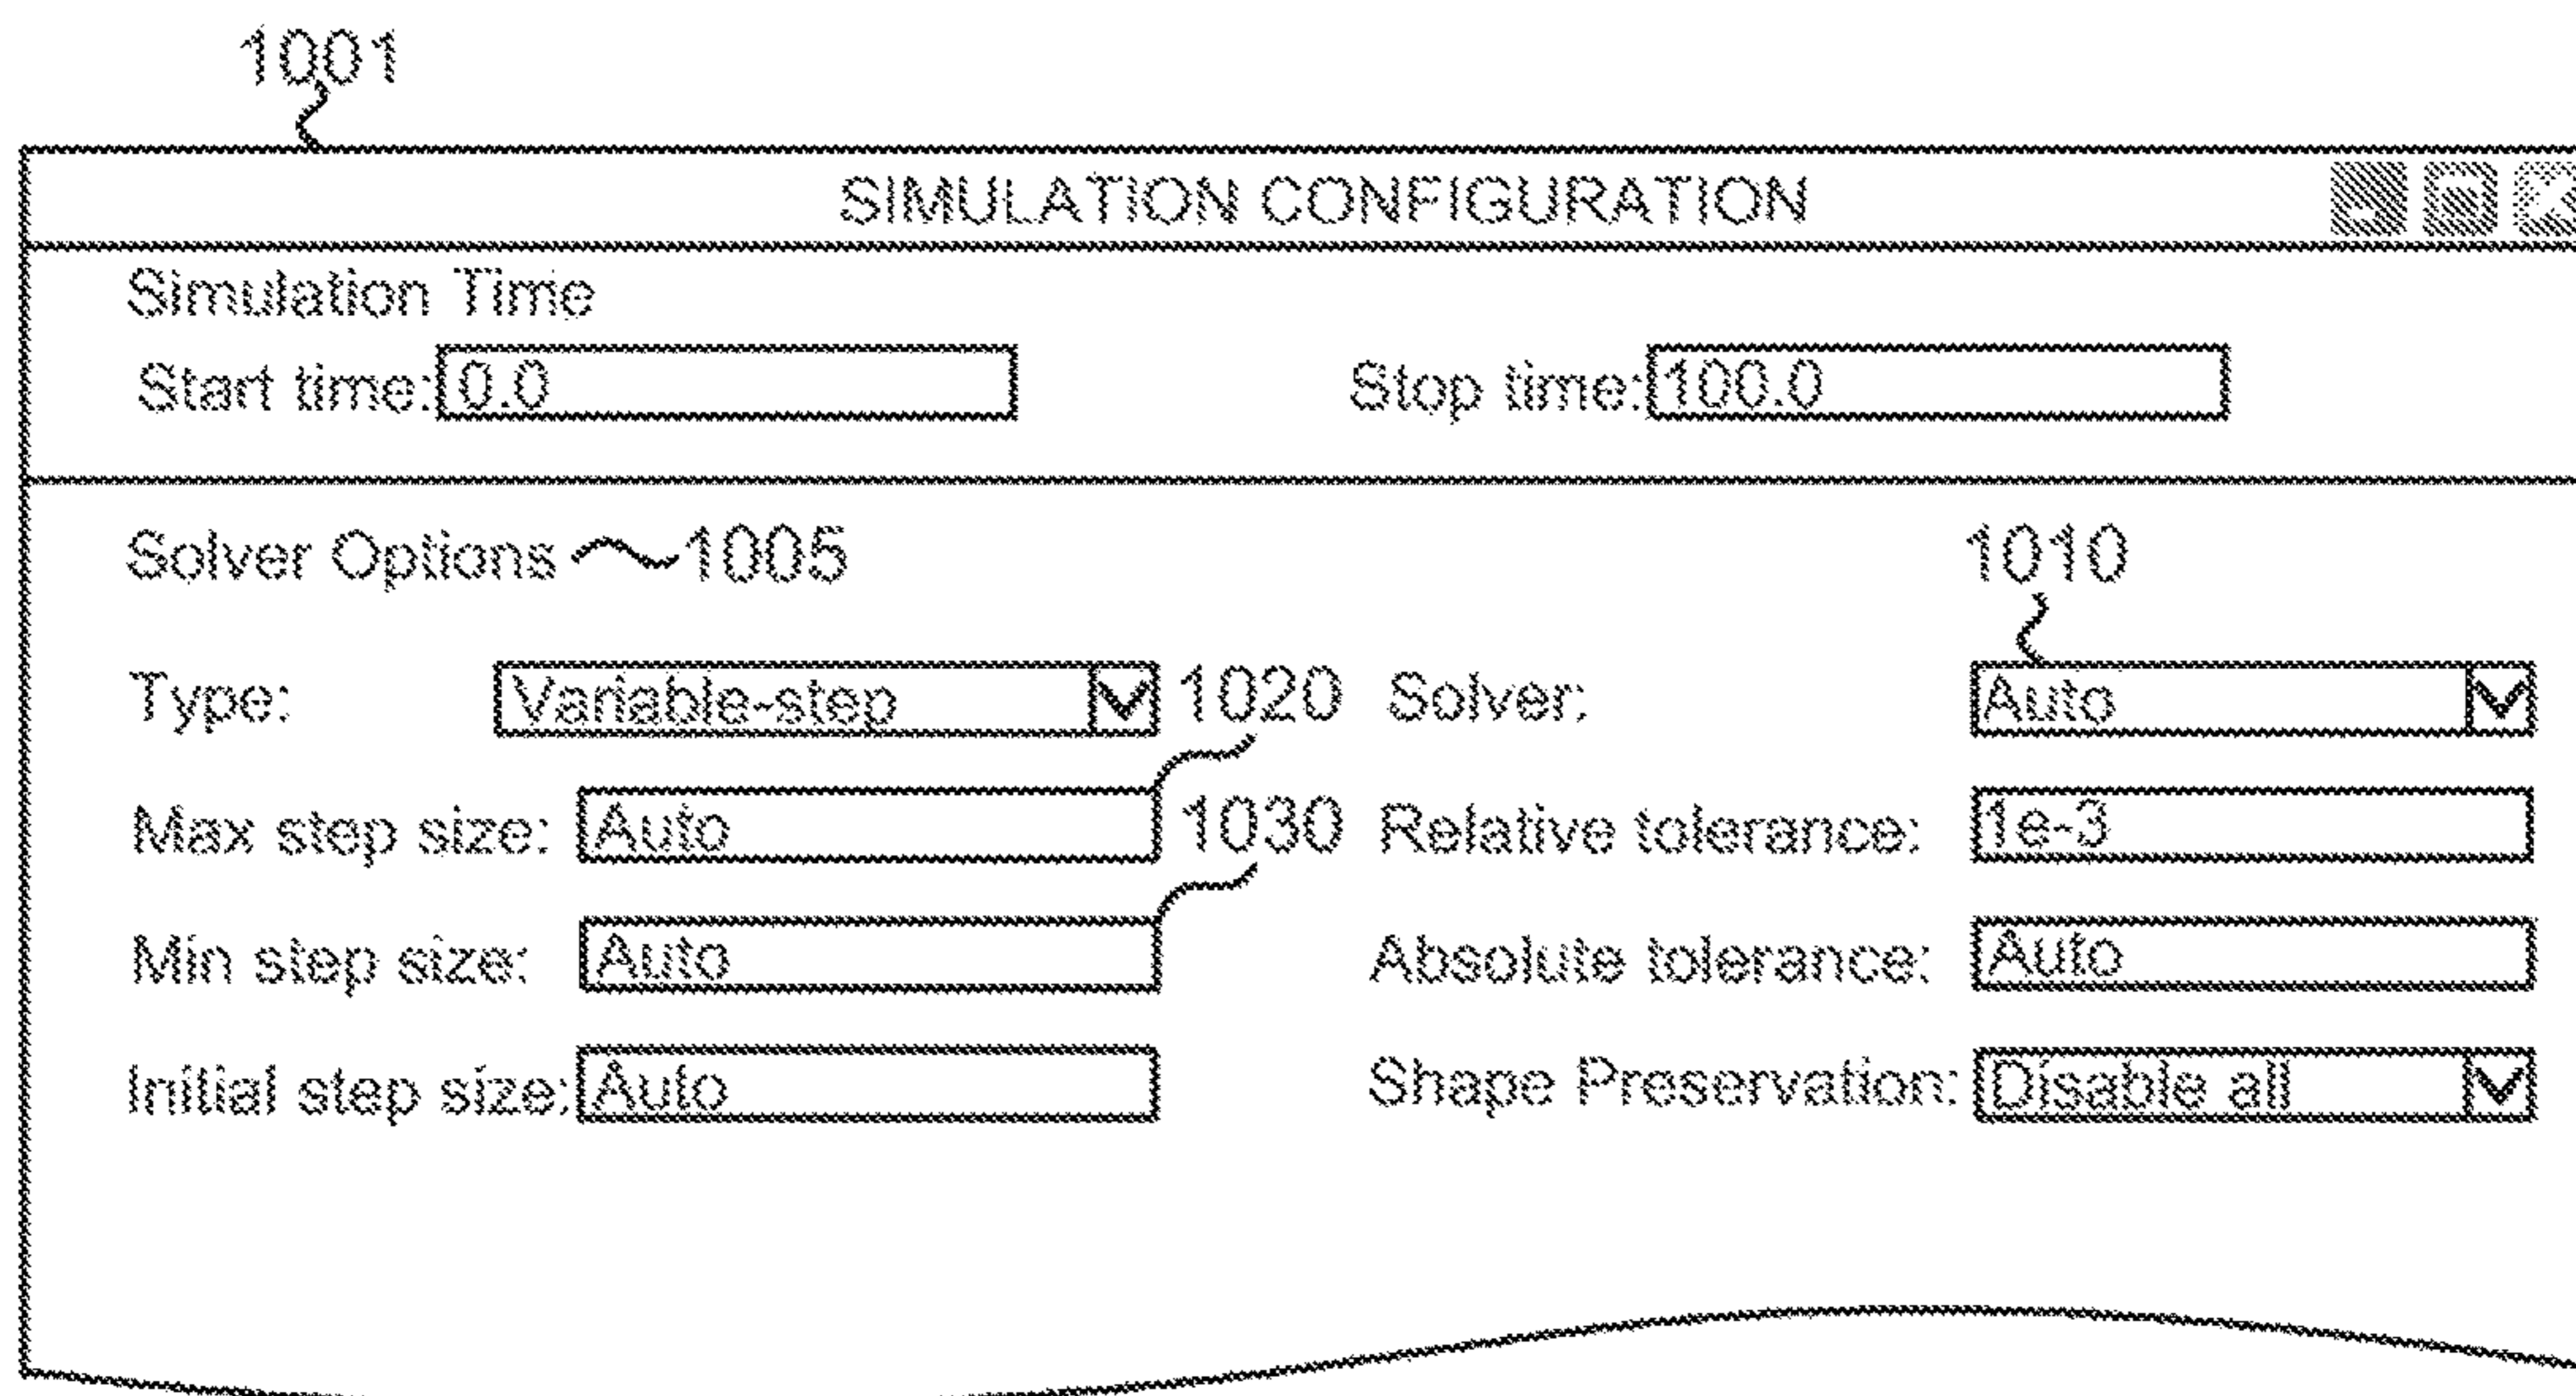 1001
SIMULATION CONFIGURATION
Simulation Time
Start time: 0.0 Stop time: 100.0
Solver Options 1005 1010
Type: Variable-step 1020 Solver: Auto
Max step size: Auto 1030 Relative tolerance: 1e-3
Min step size: Auto Absolute tolerance: Auto
Initial step size: Auto Shape Preservation: Disable all